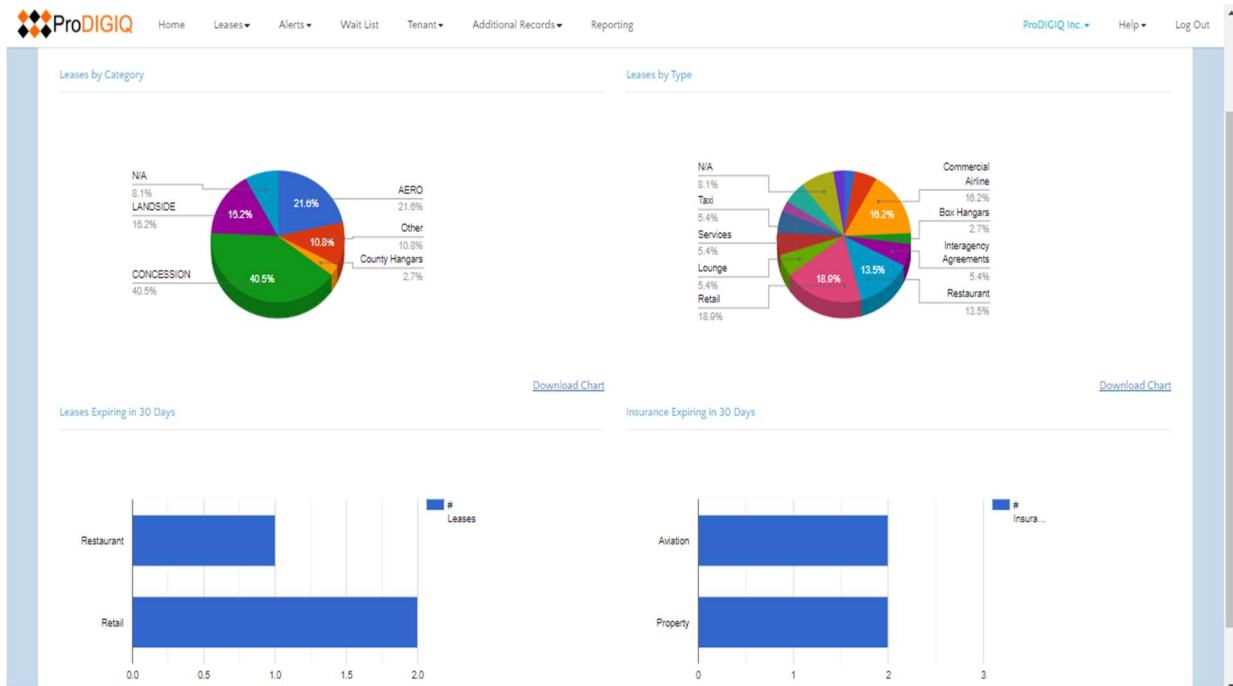 ProDIGIQ Home Leases Alerts Wait List Tenant Additional Records Reporting ProDIGIQ Inc. Help Log Out
Leases by Category
N/A
8.1%
LANDSIDE
16.2%
CONCESSION
40.5%
21.6%
16.2%
10.8%
40.5%
AERO
21.6%
Other
10.8%
County Hangars
2.7%
Download Chart
Leases by Type
N/A
8.1%
Taxi
5.4%
Services
5.4%
Lounge
5.4%
Retail
18.9%
16.2%
13.5%
18.9%
Commercial
Airline
16.2%
Box Hangars
2.7%
Interagency
Agreements
5.4%
Restaurant
13.5%
Download Chart
Leases Expiring in 30 Days
Restaurant
Retail
0.0 0.5 1.0 1.5 2.0
#
Leases
Insurance Expiring in 30 Days
Aviation
Property
0 1 2 3
#
Insura...